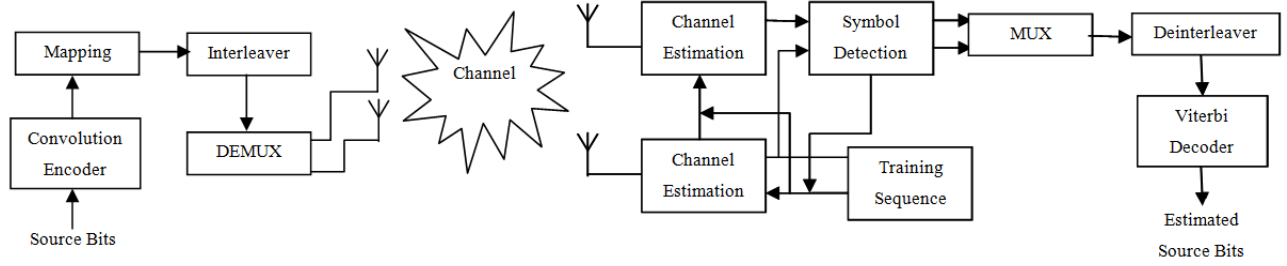 Source Bits
Convolution
Encoder
Mapping
Interleaver
DEMUX
Channel
Channel
Estimation
Channel
Estimation
Training
Sequence
Symbol
Detection
MUX
Deinterleaver
Viterbi
Decoder
Estimated
Source Bits